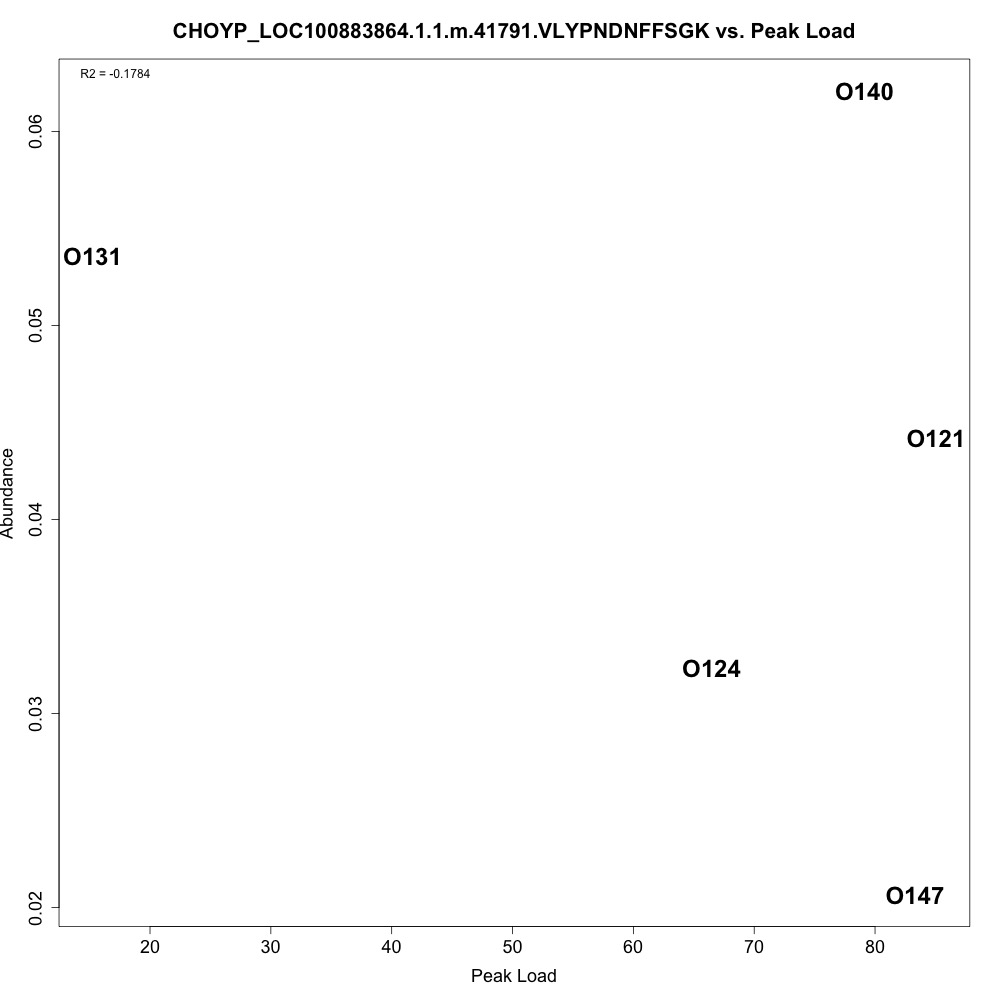 CHOYP_LOC100883864.1.1.m.41791.VLYPNDNFFSGK vs. Peak Load
R2 = -0.1784
O140
O131
O121
O124
O147
Abundance
0.06
0.05
0.04
0.03
0.02
20 30 40 50 60 70 80
Peak Load